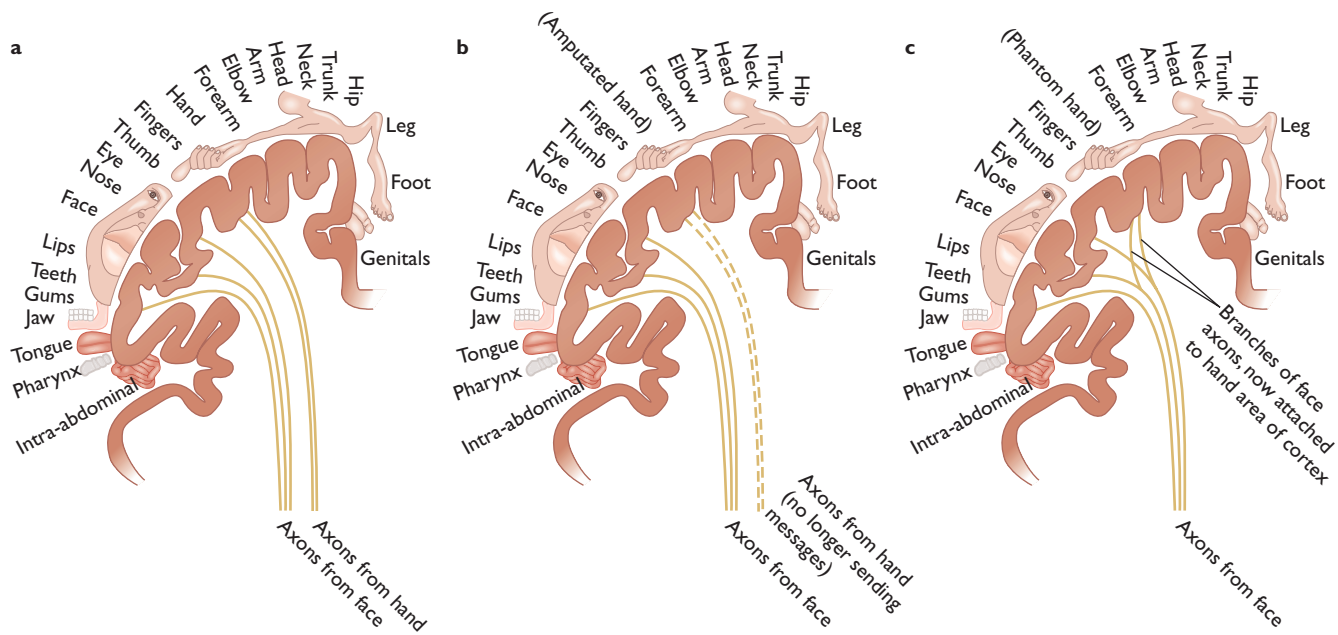 a
Intra-abdominal
Pharynx
Tongue
Jaw
Gums
Teeth
Lips
Face
Nose
Eye
Thumb
Fingers
Hand
Forearm
Elbow
Arm
Head
Neck
Trunk
Hip
Leg
Foot
Genitals
Axons from face
Axons from hand
b
Intra-abdominal
Pharynx
Tongue
Jaw
Gums
Teeth
Lips
Face
Nose
Eye
Thumb
Fingers
(Amputated hand)
Forearm
Elbow
Arm
Head
Neck
Trunk
Hip
Leg
Foot
Genitals
Axons from face
Axons from hand
(no longer sending
messages)
c
Intra-abdominal
Pharynx
Tongue
Jaw
Gums
Teeth
Lips
Face
Nose
Eye
Thumb
Fingers
(Phantom hand)
Forearm
Elbow
Arm
Head
Neck
Trunk
Hip
Leg
Foot
Genitals
Branches of face
axons, now attached
to hand area of cortex
Axons from face